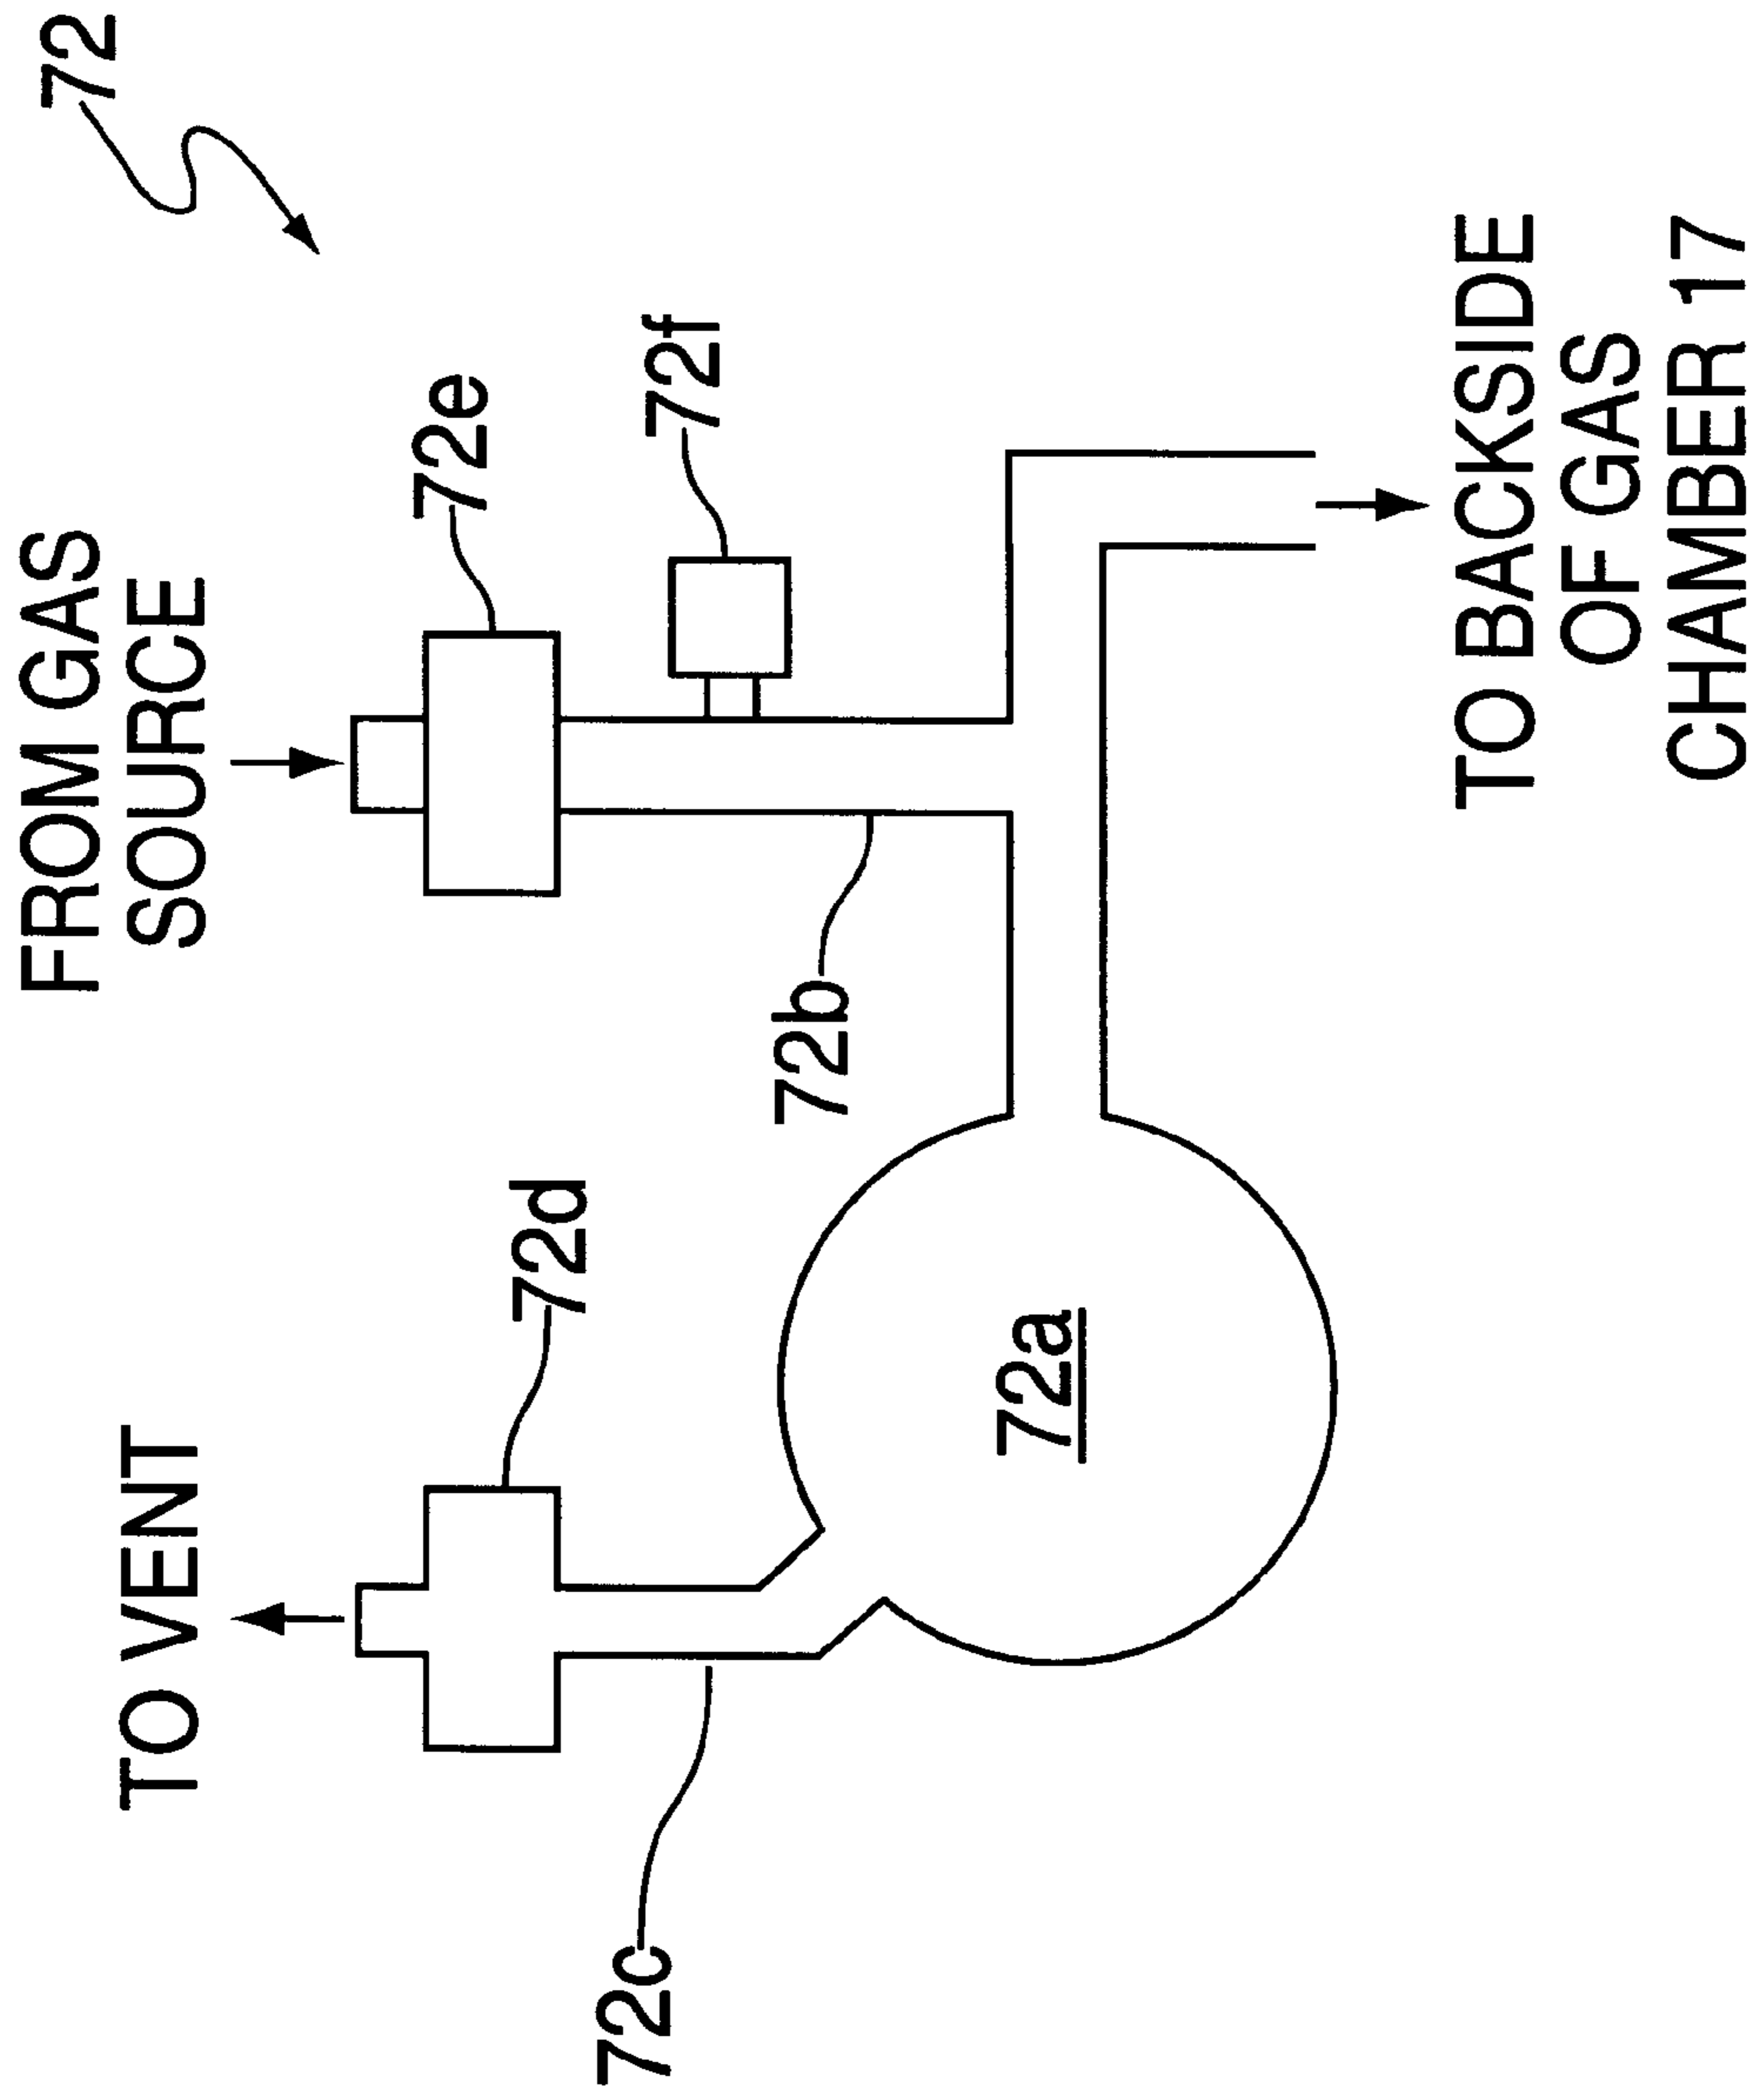 72
FROM GAS
SOURCE
TO VENT
72e
72f
72d
72b
72c
72a
TO BACKSIDE
OF GAS
CHAMBER 17